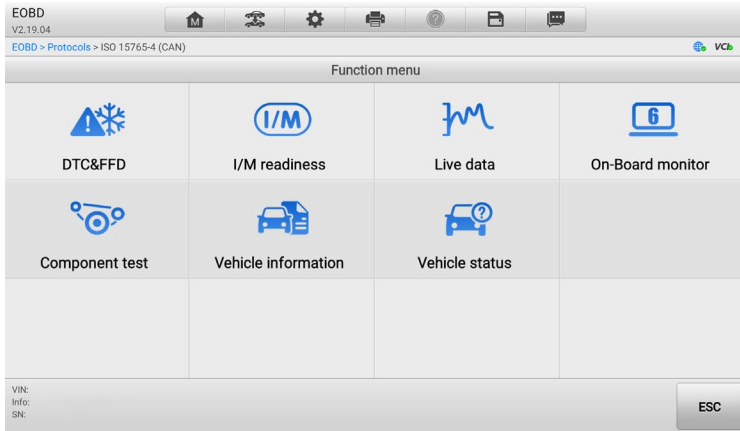 EOBD
V2.19.04
M
EOBD > Protocols > ISO 15765-4 (CAN)
VCI
Function menu
I/M
6
DTC&FFD
I/M readiness
Live data
On-Board monitor
?
Component test
Vehicle information
Vehicle status
VIN:
Info:
SN:
ESC